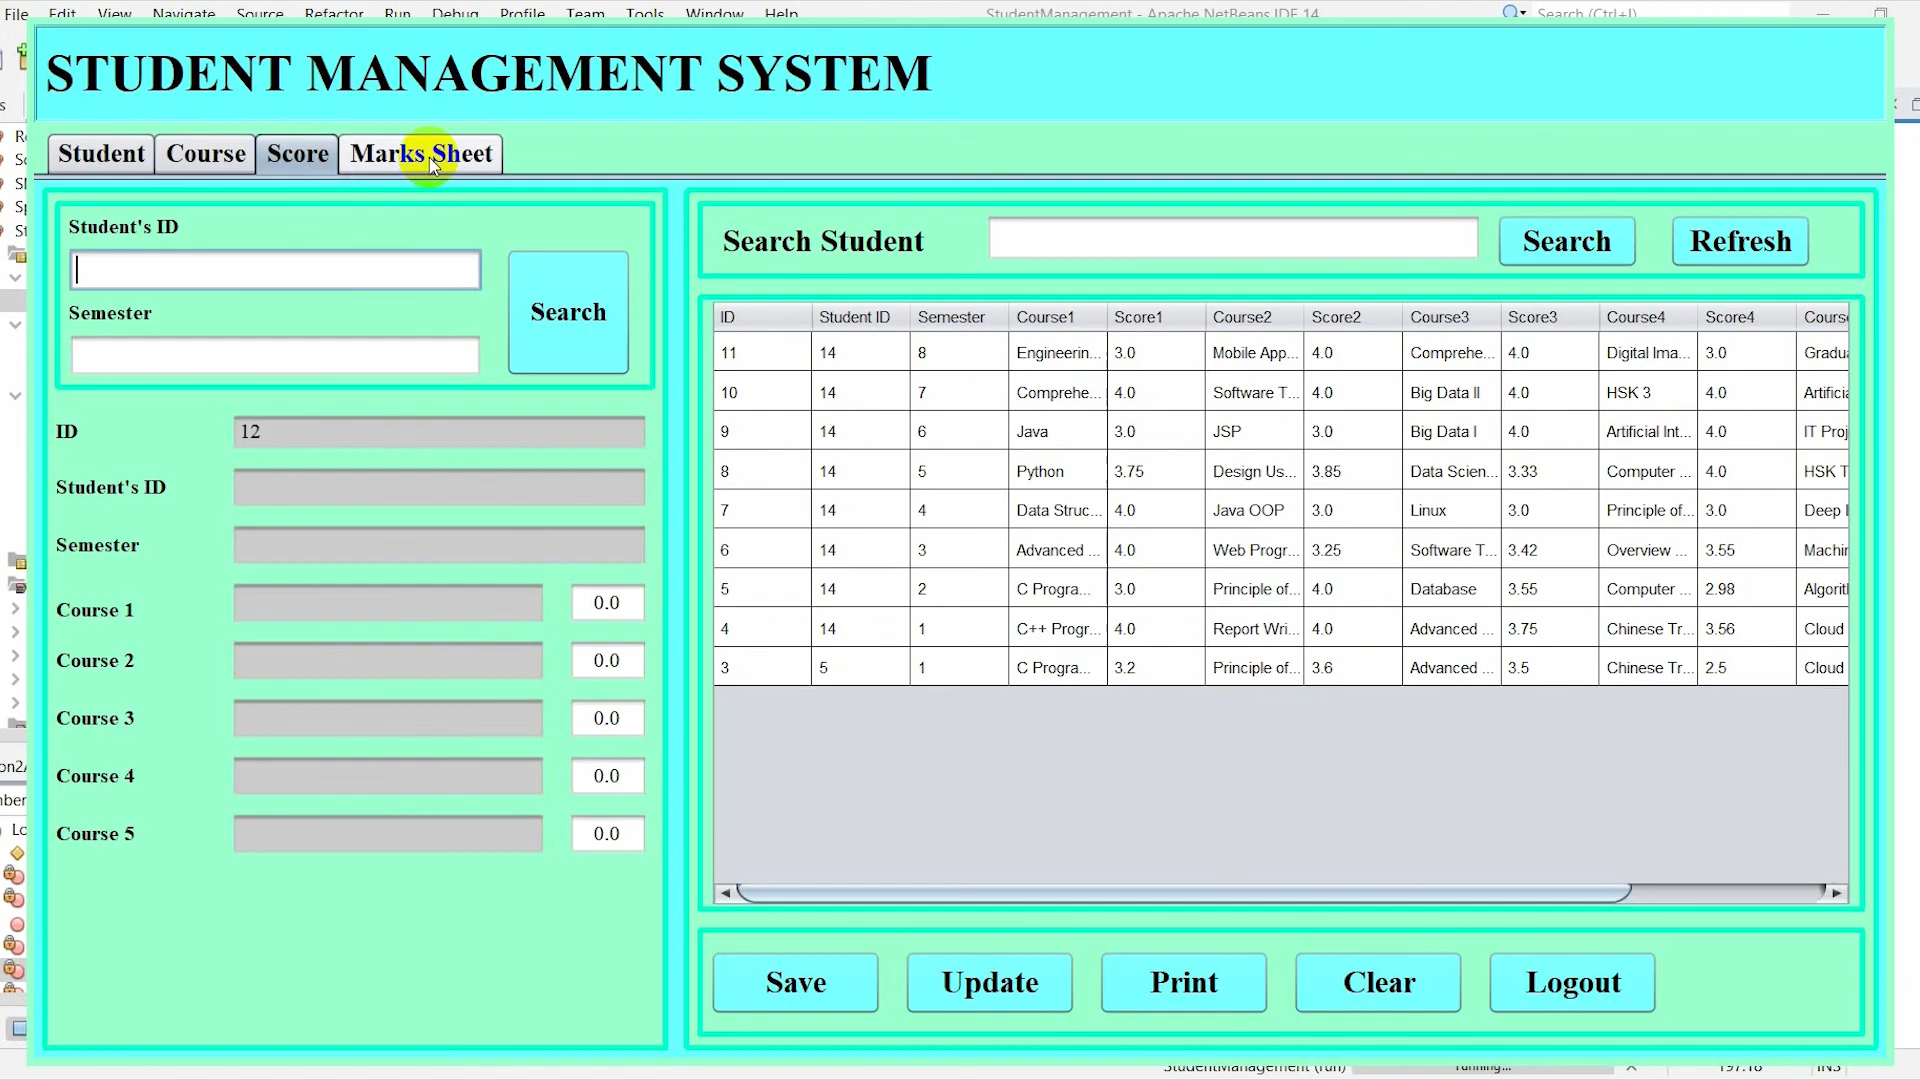 File Edit View Navigate Source Refactor Run Debug Profile Team Tools Window Help StudentManagement - Apache NetBeans IDE 14 Search (Ctrl+I)
STUDENT MANAGEMENT SYSTEM
Student Course Score Marks Sheet
Student's ID
Semester
Search
ID 12
Student's ID
Semester
Course 1 0.0
Course 2 0.0
Course 3 0.0
Course 4 0.0
Course 5 0.0
Search Student Search Refresh
ID Student ID Semester Course1 Score1 Course2 Score2 Course3 Score3 Course4 Score4
11 14 8 Engineerin... 3.0 Mobile App... 4.0 Comprehe... 4.0 Digital Ima... 3.0
10 14 7 Comprehe... 4.0 Software T... 4.0 Big Data II 4.0 HSK 3 4.0
9 14 6 Java 3.0 JSP 3.0 Big Data I 4.0 Artificial Int... 4.0 IT Proj
8 14 5 Python 3.75 Design Us... 3.85 Data Scien... 3.33 Computer ... 4.0 HSK T
7 14 4 Data Struc... 4.0 Java OOP 3.0 Linux 3.0 Principle of... 3.0 Deep
6 14 3 Advanced ... 4.0 Web Progr... 3.25 Software T... 3.42 Overview ... 3.55
5 14 2 C Progra... 3.0 Principle of... 4.0 Database 3.55 Computer ... 2.98
4 14 1 C++ Progr... 4.0 Report Wri... 4.0 Advanced ... 3.75 Chinese Tr... 3.56 Cloud
3 5 1 C Progra... 3.2 Principle of... 3.6 Advanced ... 3.5 Chinese Tr... 2.5 Cloud
Save Update Print Clear Logout
StudentManagement (run) running... 197:18 INS